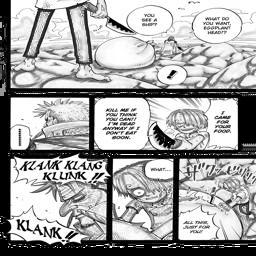 YOU
SEE A
SHIP?
WHAT DO
YOU WANT,
EGGPLANT
HEAD!?
!
KILL ME IF
YOU THINK
YOU CAN!!
I'M DEAD
ANYWAY IF I
DON'T EAT
SOON.
I
CAME
FOR
YOUR
FOOD.
KLANK KLANG
KLUNK!!
KLANK!!
WHAT...
ALL THIS,
JUST FOR
YOU!